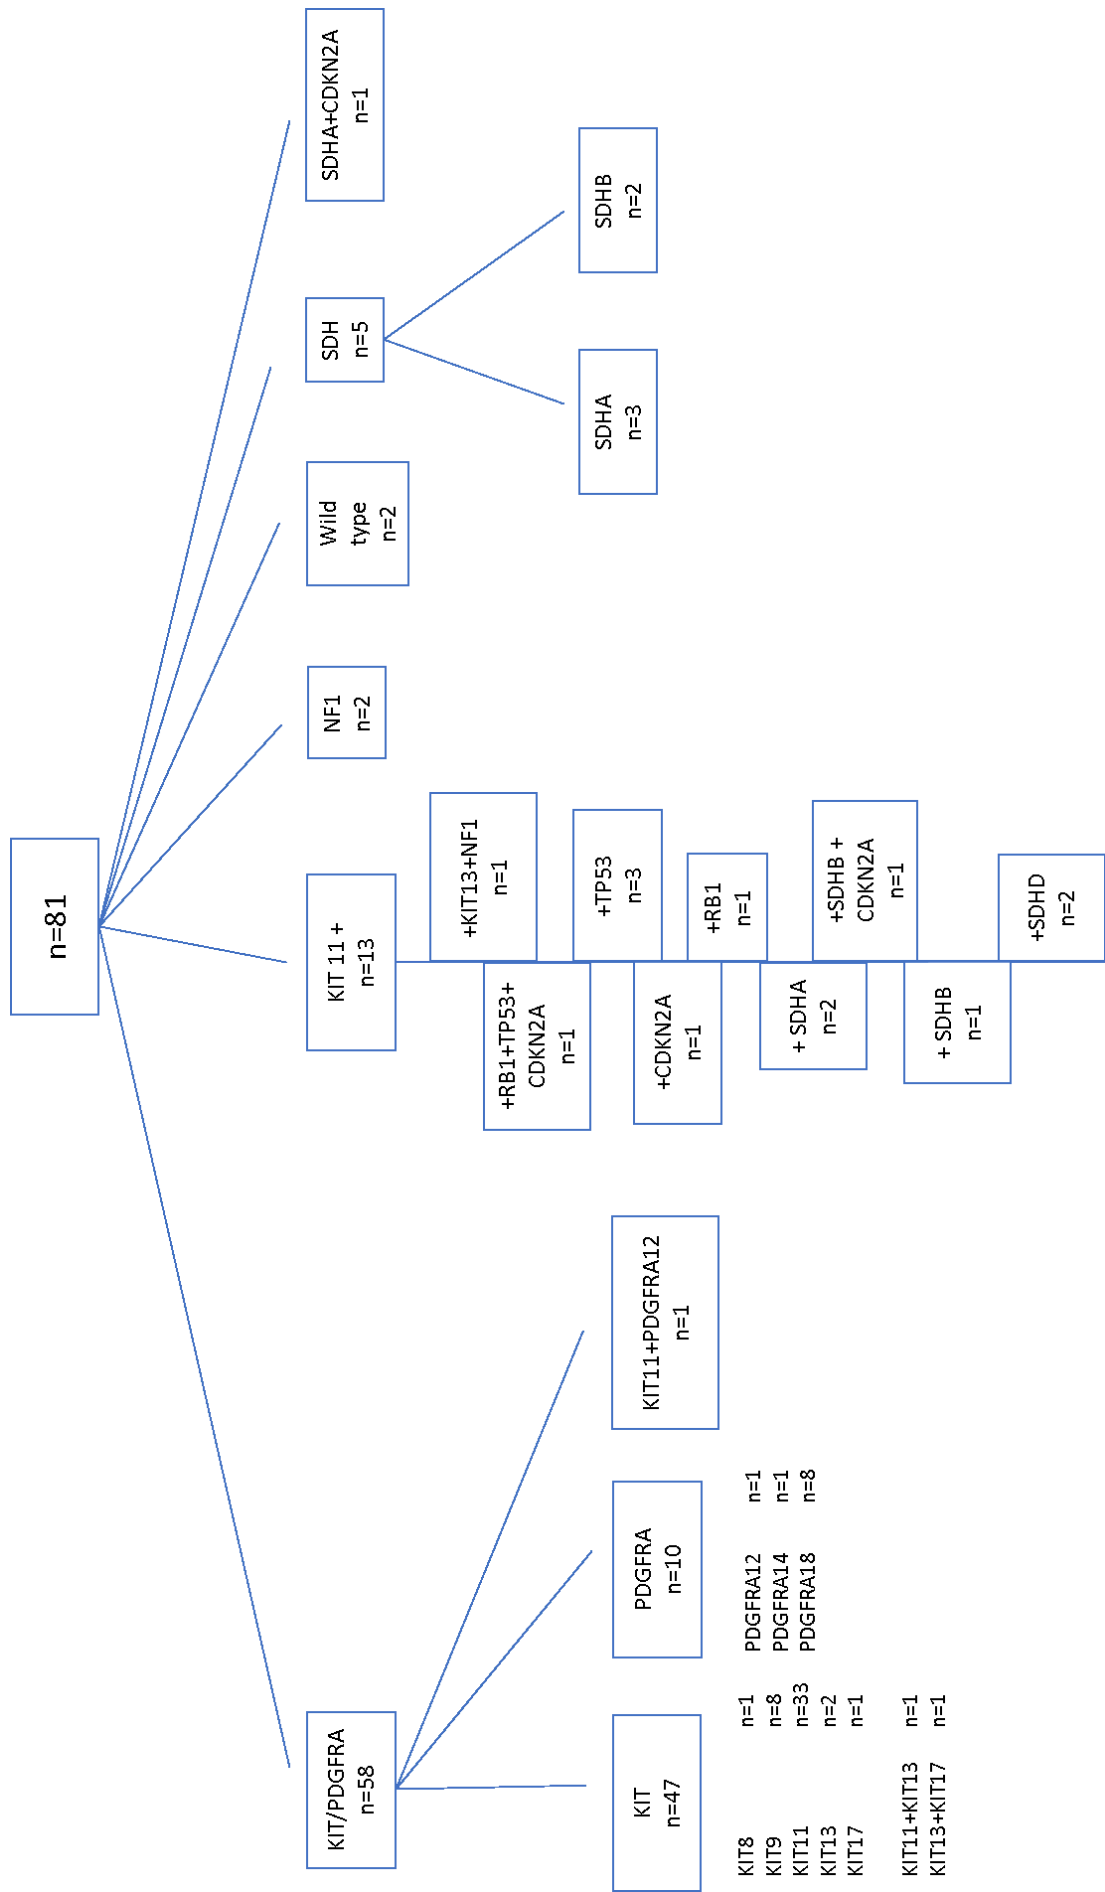 n=81
KIT/PDGFRA
n=58
KIT 11 +
n=13
NF1
n=2
Wild
type
n=2
SDH
n=5
SDHA+CDKN2A
n=1
KIT
n=47
PDGFRA
n=10
KIT11+PDGFRA12
n=1
KIT8 n=1
KIT9 n=8
KIT11 n=33
KIT13 n=2
KIT17 n=1
KIT11+KIT13 n=1
KIT13+KIT17 n=1
PDGFRA12 n=1
PDGFRA14 n=1
PDGFRA18 n=8
+KIT13+NF1
n=1
+RB1+TP53+
CDKN2A
n=1
+TP53
n=3
+CDKN2A
n=1
+RB1
n=1
+ SDHA
n=2
+SDHB +
CDKN2A
n=1
+ SDHB
n=1
+SDHD
n=2
SDHA
n=3
SDHB
n=2